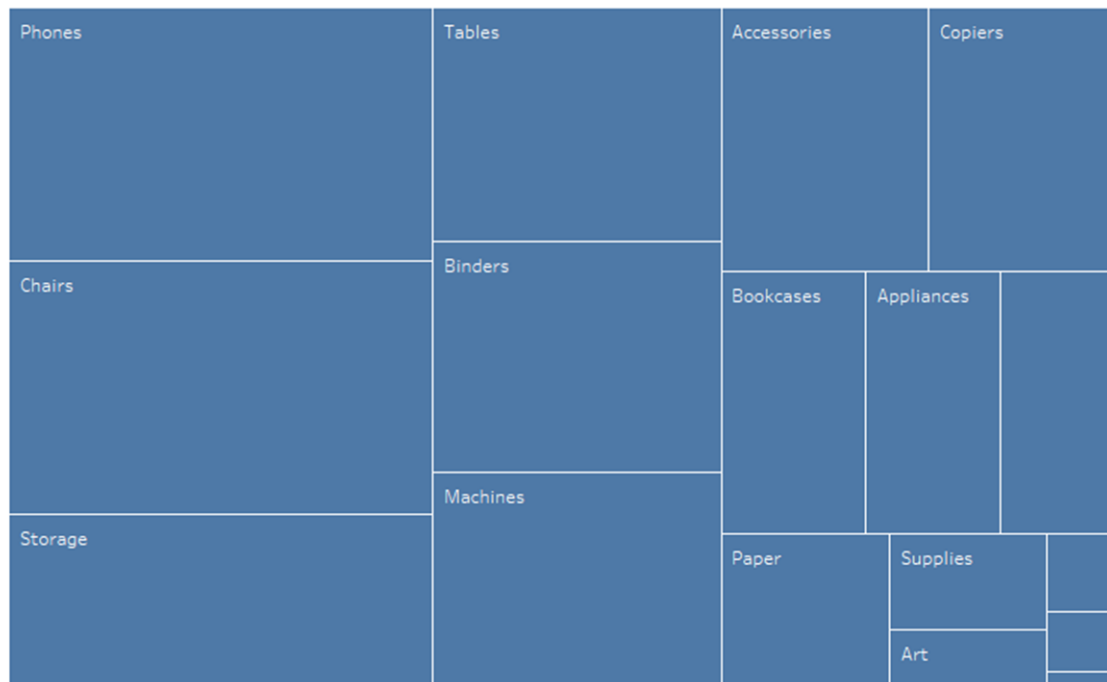 Phones
Tables
Accessories
Copiers
Chairs
Binders
Bookcases
Appliances
Storage
Machines
Paper
Supplies
Art